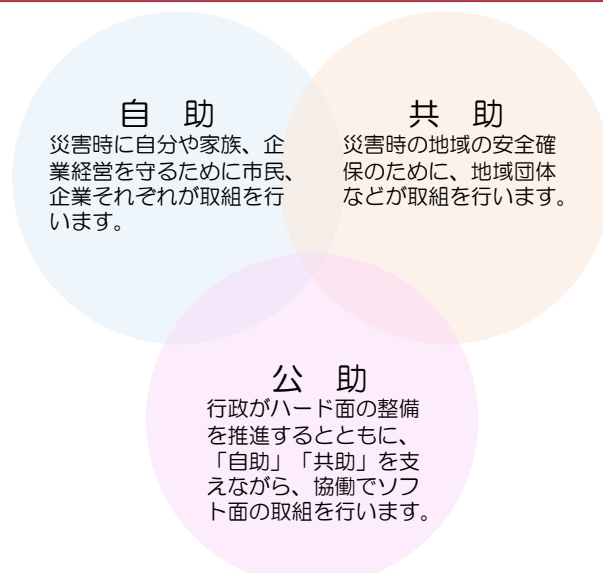 自　助
災害時に自分や家族、企
業経営を守るために市民、
企業それぞれが取組を行
います。
共　助
災害時の地域の安全確
保のために、地域団体
などが取組を行います。
公　助
行政がハード面の整備
を推進するとともに、
「自助」「共助」を支
えながら、協働でソフ
ト面の取組を行います。